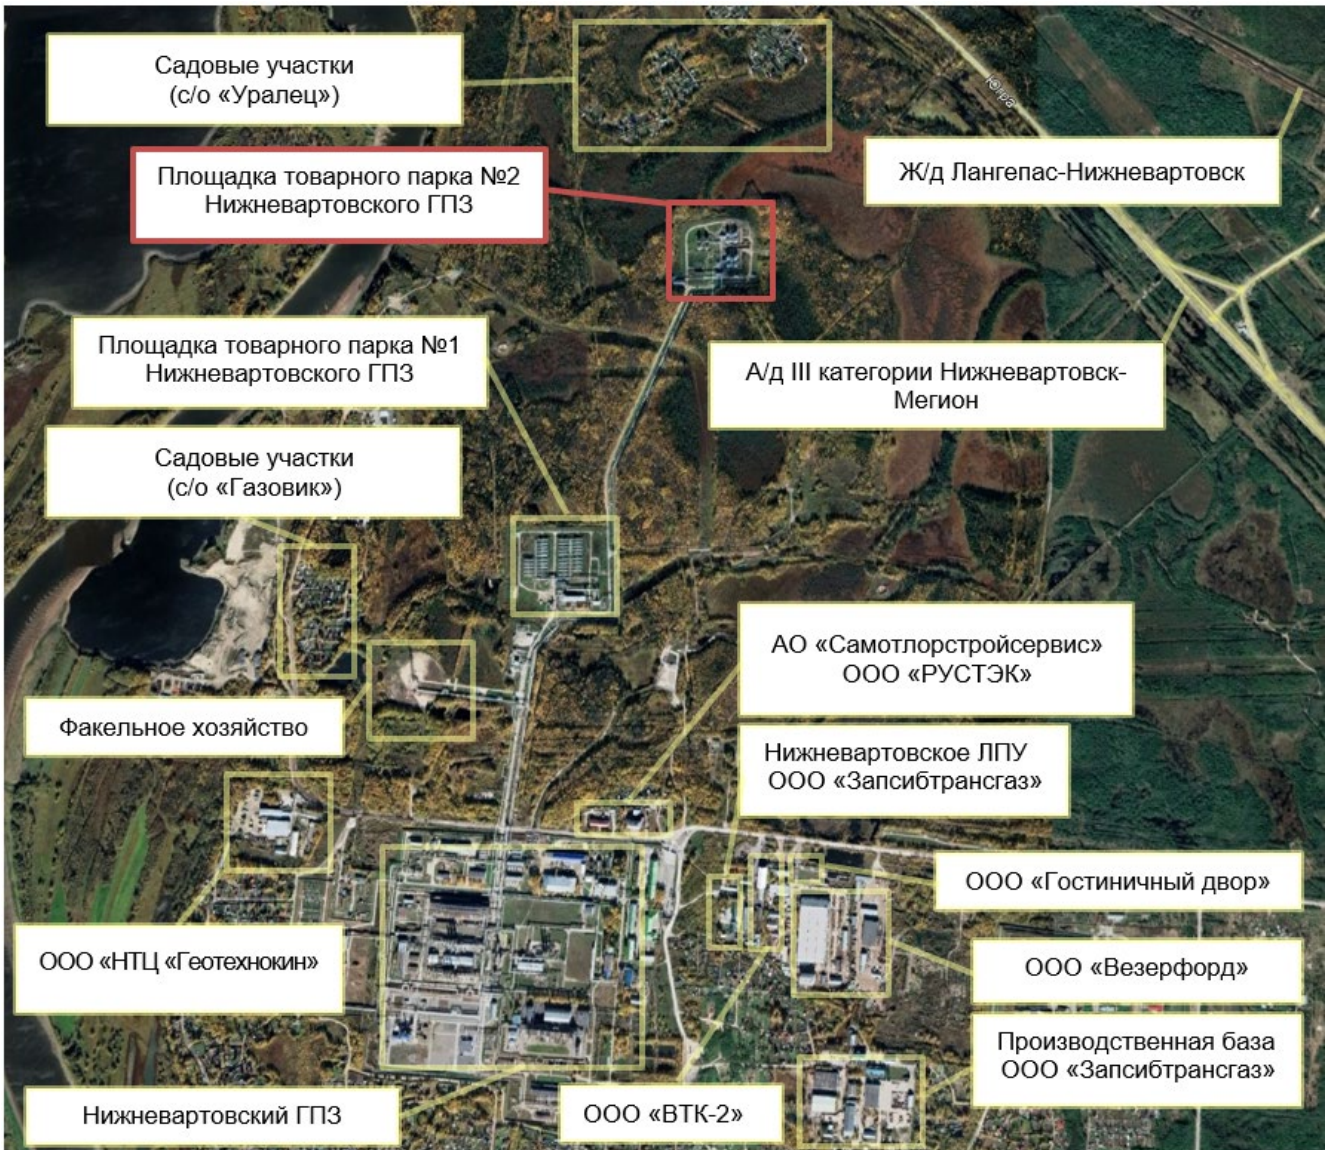 Садовые участки
(с/о «Уралец»)
Югра
Ж/д Лангепас-Нижневартовск
Площадка товарного парка №2
Нижневартовского ГПЗ
Площадка товарного парка №1
Нижневартовского ГПЗ
А/д III категории Нижневартовск-
Мегион
Садовые участки
(с/о «Газовик»)
АО «Самотлорстройсервис»
ООО «РУСТЭК»
Факельное хозяйство
Нижневартовское ЛПУ
ООО «Запсибтрансгаз»
ООО «Гостиничный двор»
ООО «НТЦ «Геотехнокин»
ООО «Везерфорд»
Производственная база
ООО «Запсибтрансгаз»
Нижневартовский ГПЗ
ООО «ВТК-2»